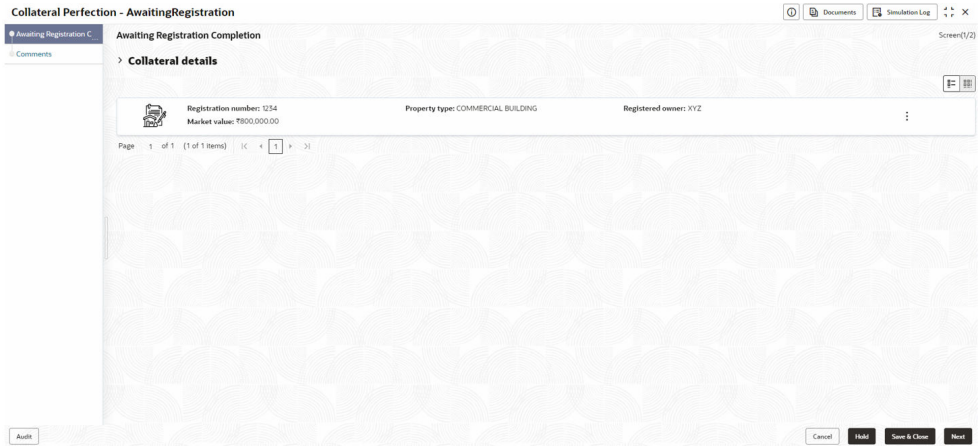 Collateral Perfection - AwaitingRegistration
Documents
Simulation Log
Awaiting Registration C...
Comments
Awaiting Registration Completion
Screen(1/2)
Collateral details
Registration number: 1234
Property type: COMMERCIAL BUILDING
Registered owner: XYZ
Market value: ₹800,000.00
Page 1 of 1 (1 of 1 items) 1
Audit
Cancel
Hold
Save & Close
Next